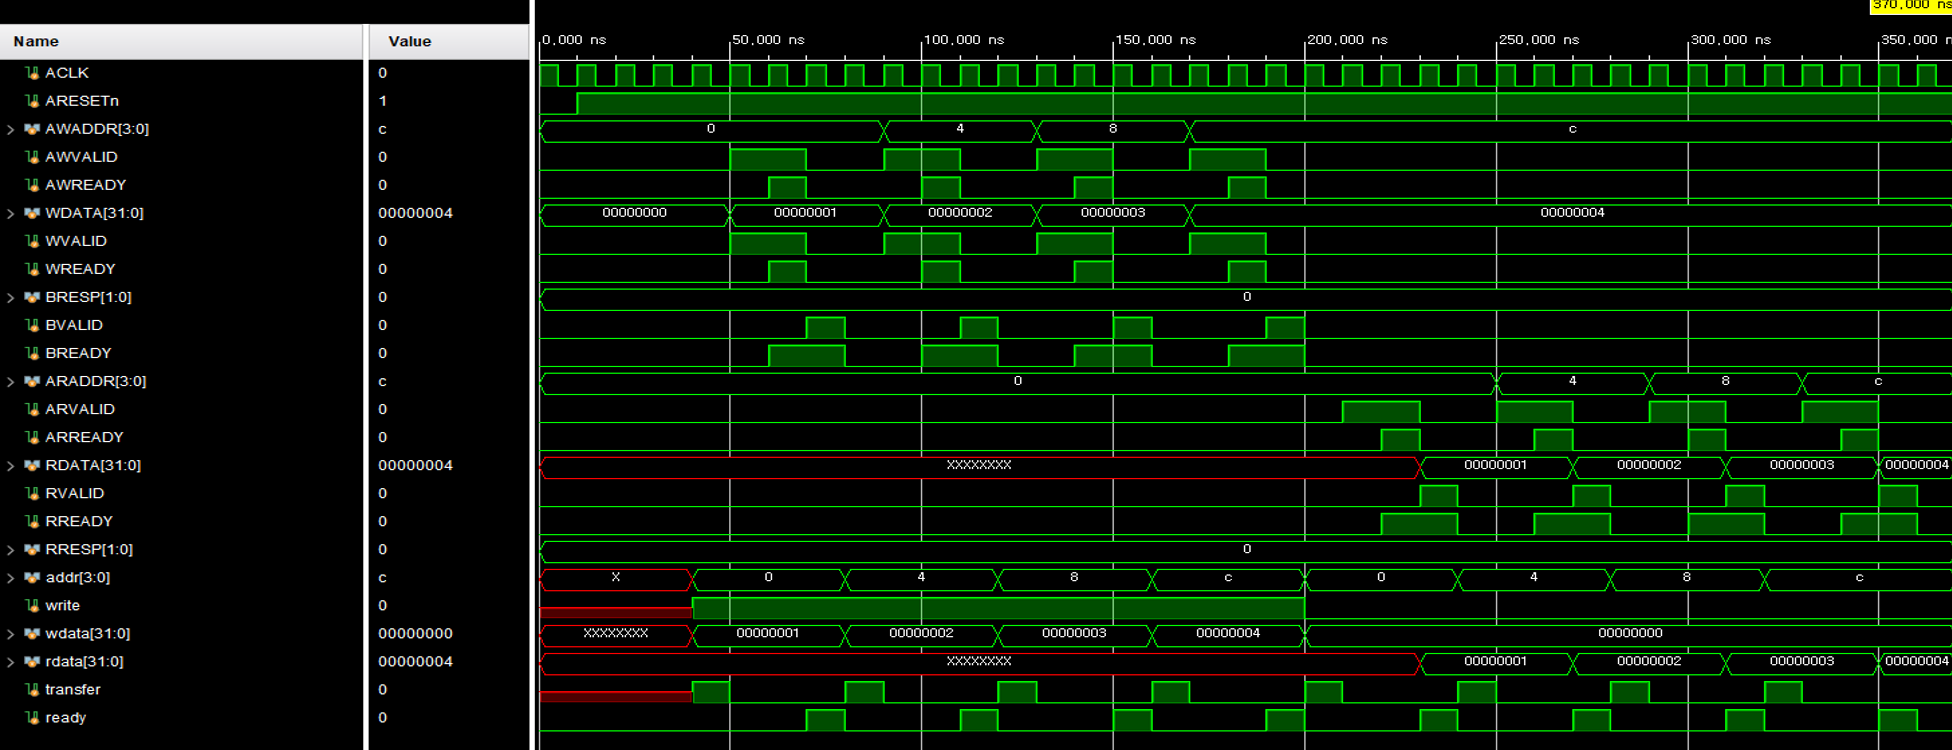 370,000 ns
Name Value 0,000 ns 50,000 ns 100,000 ns 150,000 ns 200,000 ns 250,000 ns 300,000 ns 350,000 n
ACLK 0
ARESETn 1
AWADDR[3:0] c 0 4 8 c
AWVALID 0
AWREADY 0
WDATA[31:0] 00000004 00000000 00000001 00000002 00000003 00000004
WVALID 0
WREADY 0
BRESP[1:0] 0 0
BVALID 0
BREADY 0
ARADDR[3:0] c 0 4 8 c
ARVALID 0
ARREADY 0
RDATA[31:0] 00000004 XXXXXXXX 00000001 00000002 00000003 00000004
RVALID 0
RREADY 0
RRESP[1:0] 0 0
addr[3:0] c X 0 4 8 c 0 4 8 c
write 0
wdata[31:0] 00000000 XXXXXXXX 00000001 00000002 00000003 00000004 00000000
rdata[31:0] 00000004 XXXXXXXX 00000001 00000002 00000003 00000004
transfer 0
ready 0